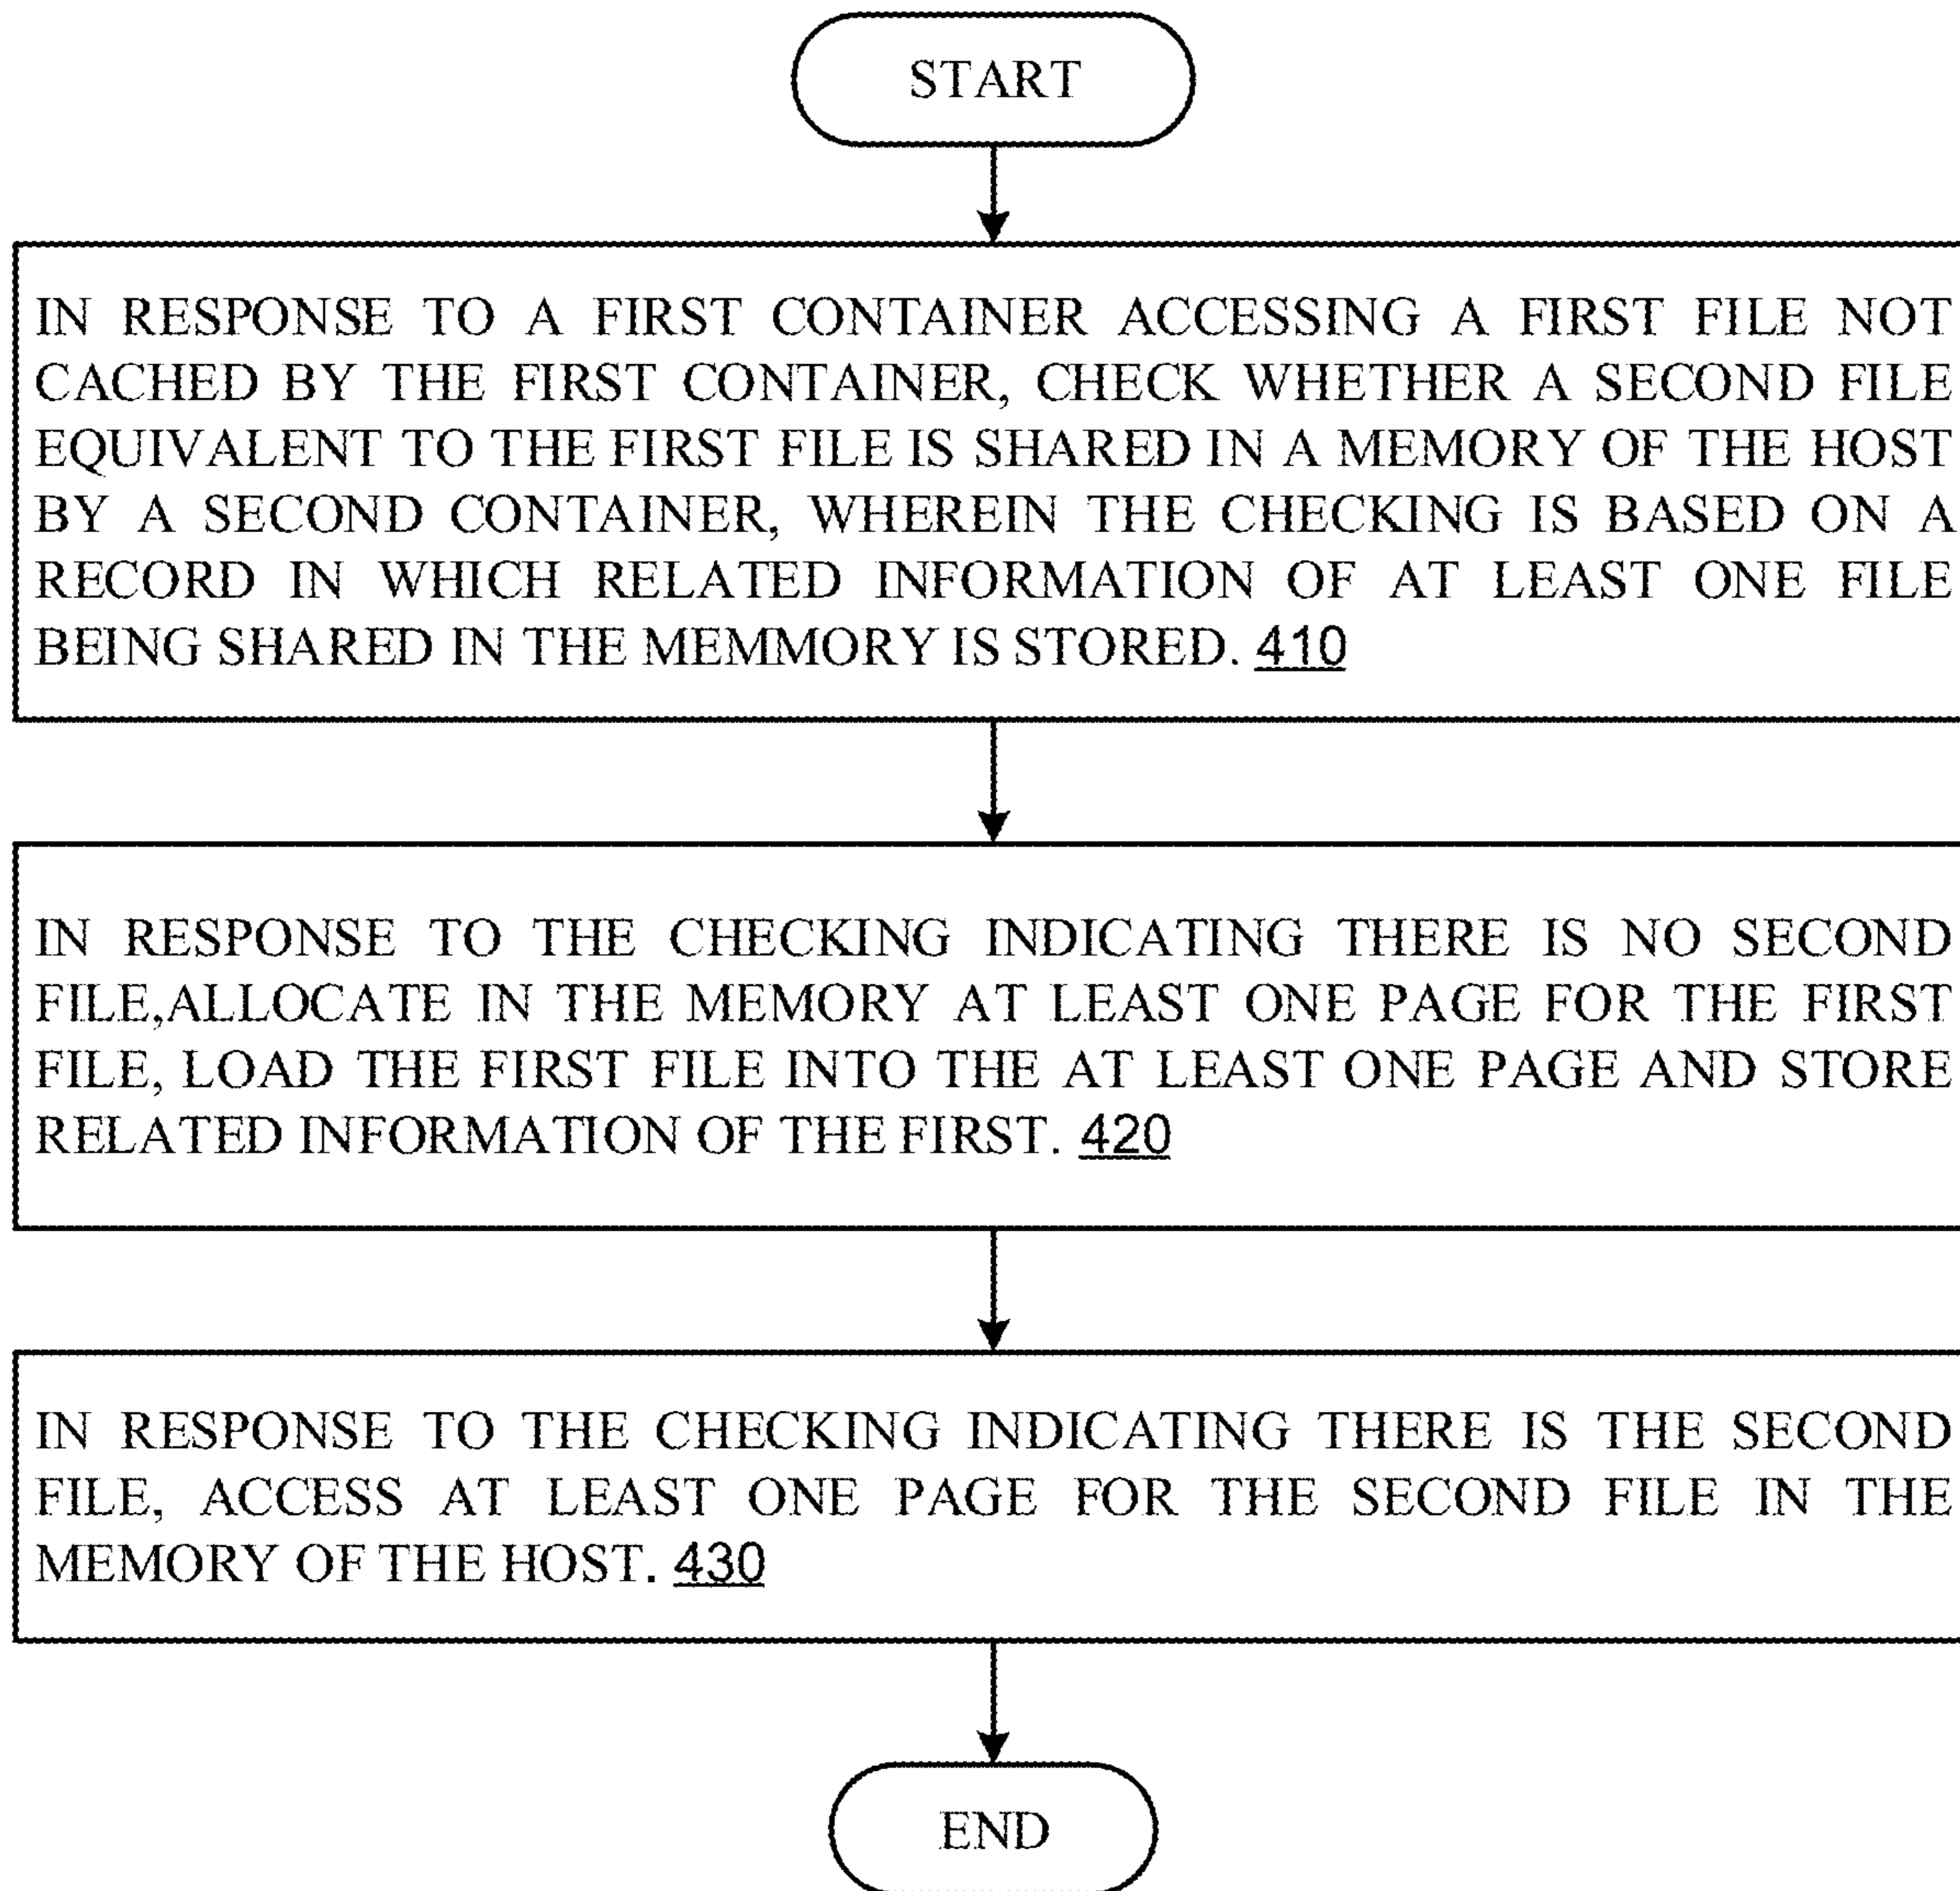 START
IN RESPONSE TO A FIRST CONTAINER ACCESSING A FIRST FILE NOT
CACHED BY THE FIRST CONTAINER, CHECK WHETHER A SECOND FILE
EQUIVALENT TO THE FIRST FILE IS SHARED IN A MEMORY OF THE HOST
BY A SECOND CONTAINER, WHEREIN THE CHECKING IS BASED ON A
RECORD IN WHICH RELATED INFORMATION OF AT LEAST ONE FILE
BEING SHARED IN THE MEMMORY IS STORED. 410
IN RESPONSE TO THE CHECKING INDICATING THERE IS NO SECOND
FILE,ALLOCATE IN THE MEMORY AT LEAST ONE PAGE FOR THE FIRST
FILE, LOAD THE FIRST FILE INTO THE AT LEAST ONE PAGE AND STORE
RELATED INFORMATION OF THE FIRST. 420
IN RESPONSE TO THE CHECKING INDICATING THERE IS THE SECOND
FILE, ACCESS AT LEAST ONE PAGE FOR THE SECOND FILE IN THE
MEMORY OF THE HOST. 430
END